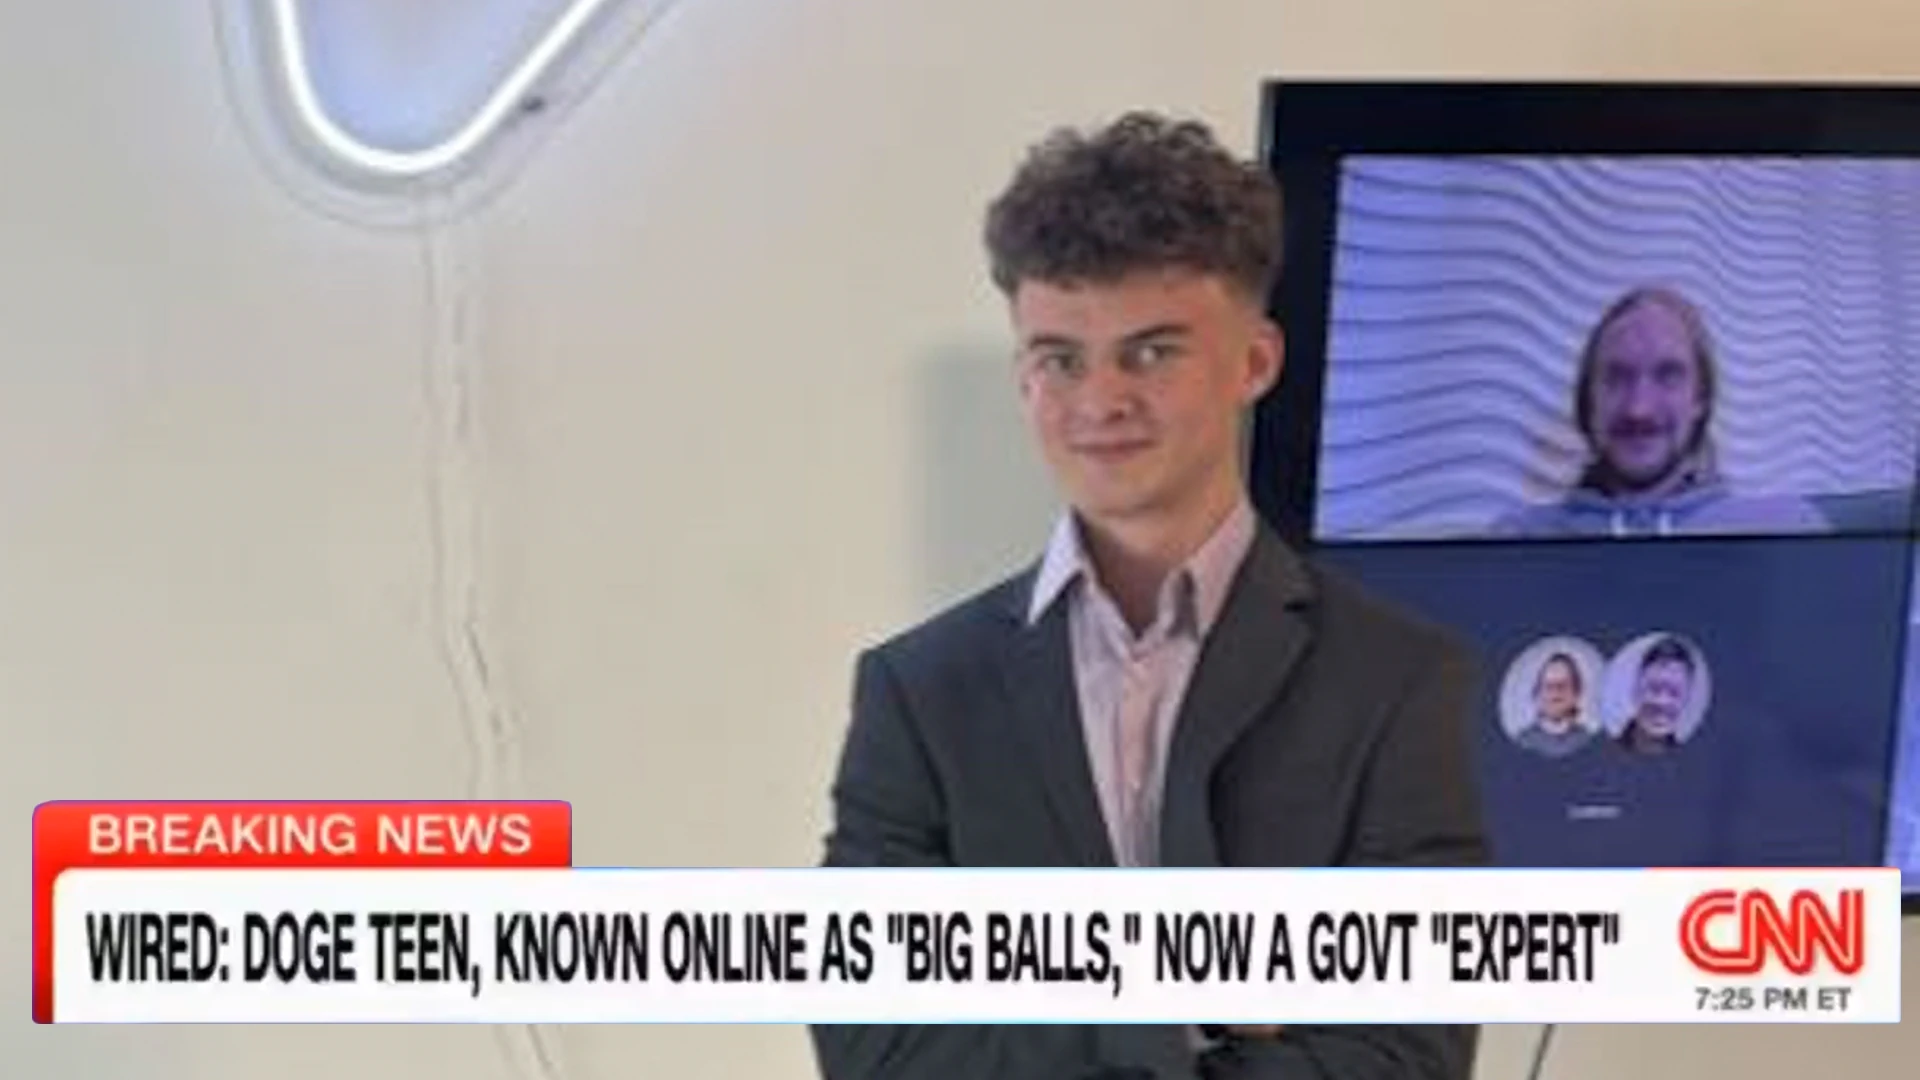 BREAKING NEWS
WIRED: DOGE TEEN, KNOWN ONLINE AS "BIG BALLS," NOW A GOVT "EXPERT"
CNN
7:25 PM ET